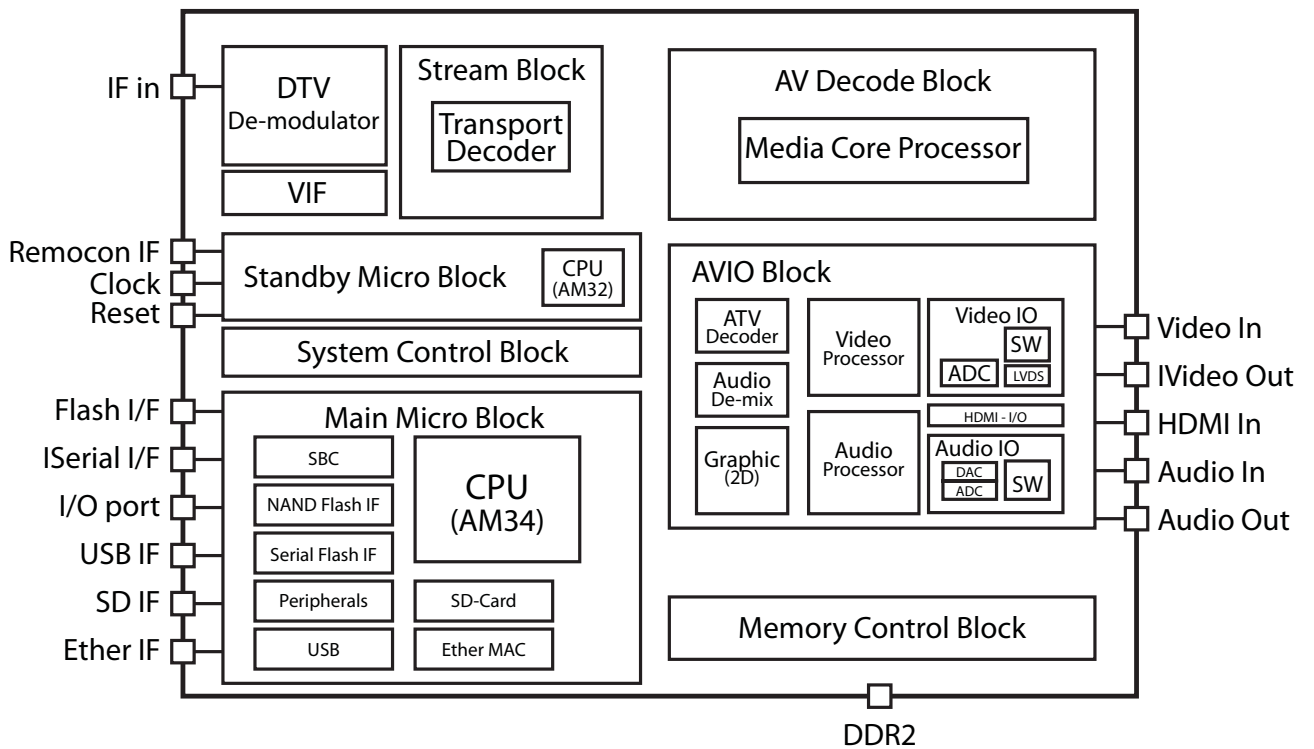 IF in
DTV
De-modulator
VIF
Stream Block
Transport
Decoder
AV Decode Block
Media Core Processor
Remocon IF
Clock
Reset
Standby Micro Block
CPU
(AM32)
System Control Block
Flash I/F
ISerial I/F
I/O port
USB IF
SD IF
Ether IF
Main Micro Block
SBC
NAND Flash IF
Serial Flash IF
Peripherals
USB
CPU
(AM34)
SD-Card
Ether MAC
AVIO Block
ATV
Decoder
Audio
De-mix
Graphic
(2D)
Video
Processor
Audio
Processor
Video IO
SW
ADC
LVDS
HDMI - I/O
Audio IO
DAC
ADC
SW
Video In
IVideo Out
HDMI In
Audio In
Audio Out
Memory Control Block
DDR2